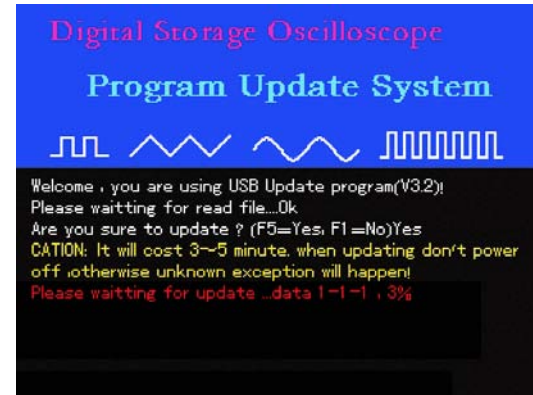 Digital Storage Oscilloscope
Program Update System
Welcome , you are using USB Update program(V3.2)!
Please waitting for read file....Ok
Are you sure to update ? (F5=Yes, F1=No)Yes
CATION: It will cost 3~5 minute. when updating don't power
off ,otherwise unknown exception will happen!
Please waitting for update ...data 1-1-1 , 3%